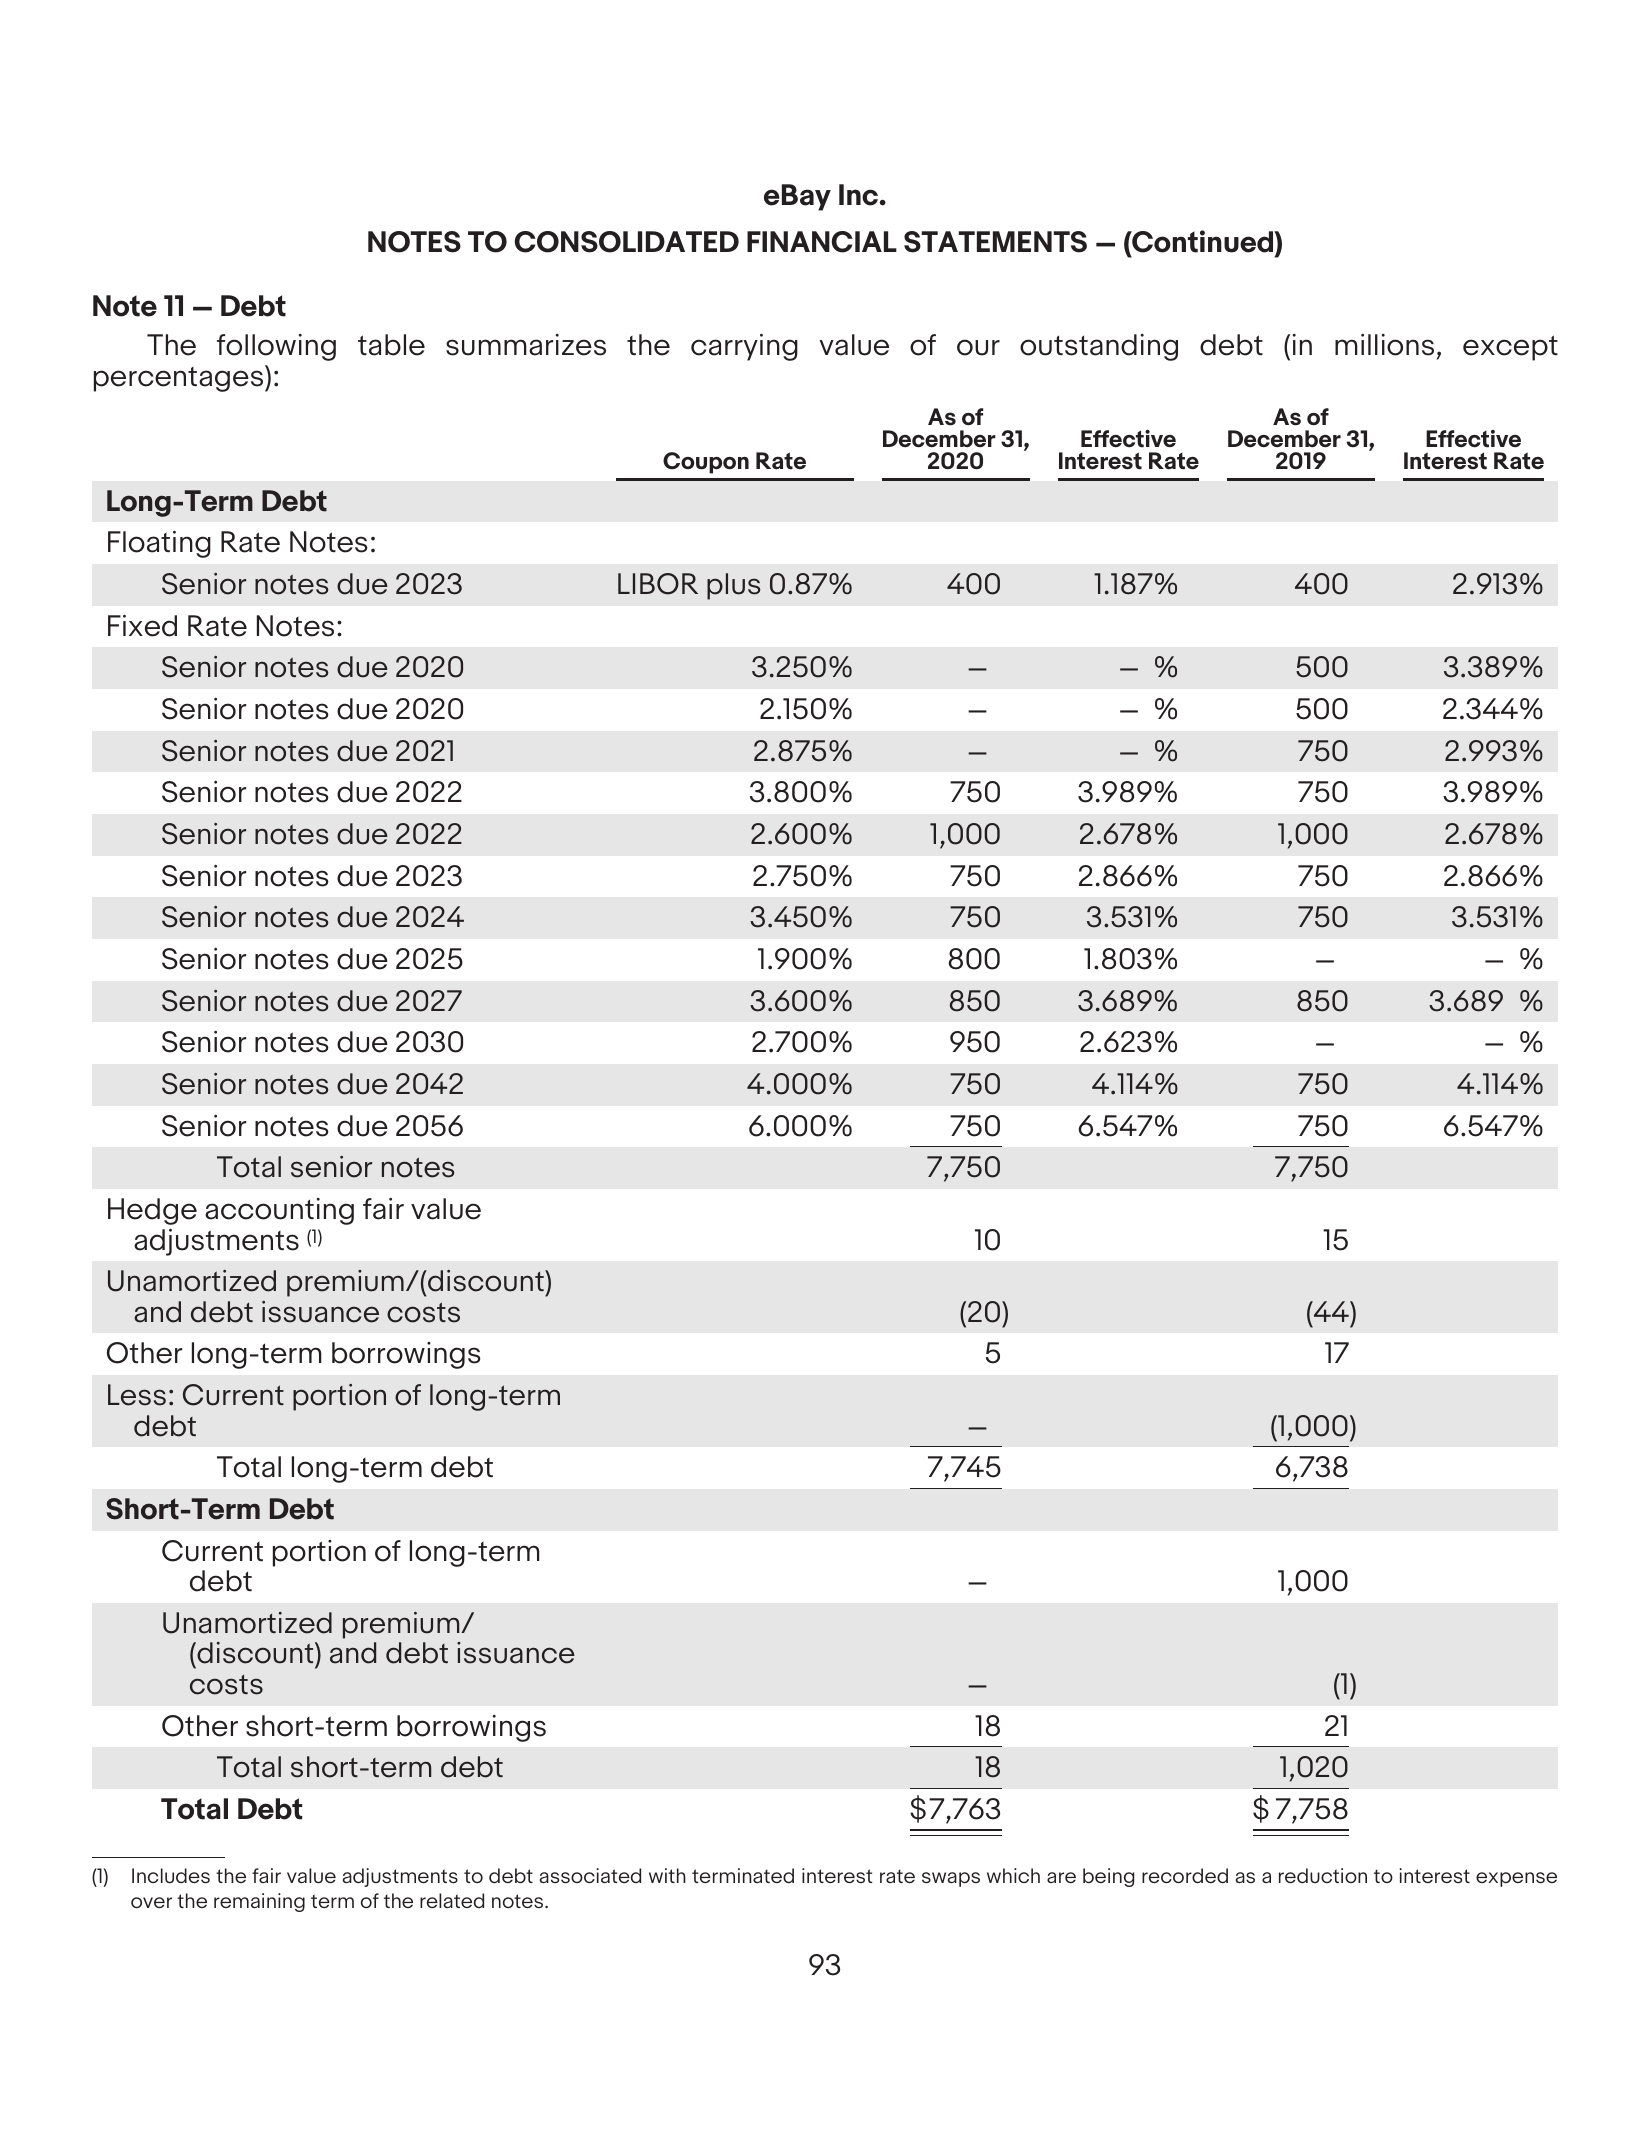 eBay Inc.
NOTES TO CONSOLIDATED FINANCIAL STATEMENTS — (Continued)
Note 11 — Debt
The following table summarizes the carrying value of our outstanding debt (in millions, except
percentages):
Coupon Rate As of December 31, 2020 Effective Interest Rate As of December 31, 2019 Effective Interest Rate
Long-Term Debt
Floating Rate Notes:
Senior notes due 2023 LIBOR plus 0.87% 400 1.187% 400 2.913%
Fixed Rate Notes:
Senior notes due 2020 3.250% — — % 500 3.389%
Senior notes due 2020 2.150% — — % 500 2.344%
Senior notes due 2021 2.875% — — % 750 2.993%
Senior notes due 2022 3.800% 750 3.989% 750 3.989%
Senior notes due 2022 2.600% 1,000 2.678% 1,000 2.678%
Senior notes due 2023 2.750% 750 2.866% 750 2.866%
Senior notes due 2024 3.450% 750 3.531% 750 3.531%
Senior notes due 2025 1.900% 800 1.803% — — %
Senior notes due 2027 3.600% 850 3.689% 850 3.689 %
Senior notes due 2030 2.700% 950 2.623% — — %
Senior notes due 2042 4.000% 750 4.114% 750 4.114%
Senior notes due 2056 6.000% 750 6.547% 750 6.547%
Total senior notes 7,750 7,750
Hedge accounting fair value
adjustments (1) 10 15
Unamortized premium/(discount)
and debt issuance costs (20) (44)
Other long-term borrowings 5 17
Less: Current portion of long-term
debt — (1,000)
Total long-term debt 7,745 6,738
Short-Term Debt
Current portion of long-term
debt — 1,000
Unamortized premium/
(discount) and debt issuance
costs — (1)
Other short-term borrowings 18 21
Total short-term debt 18 1,020
Total Debt $7,763 $ 7,758
(1) Includes the fair value adjustments to debt associated with terminated interest rate swaps which are being recorded as a reduction to interest expense
over the remaining term of the related notes.
93